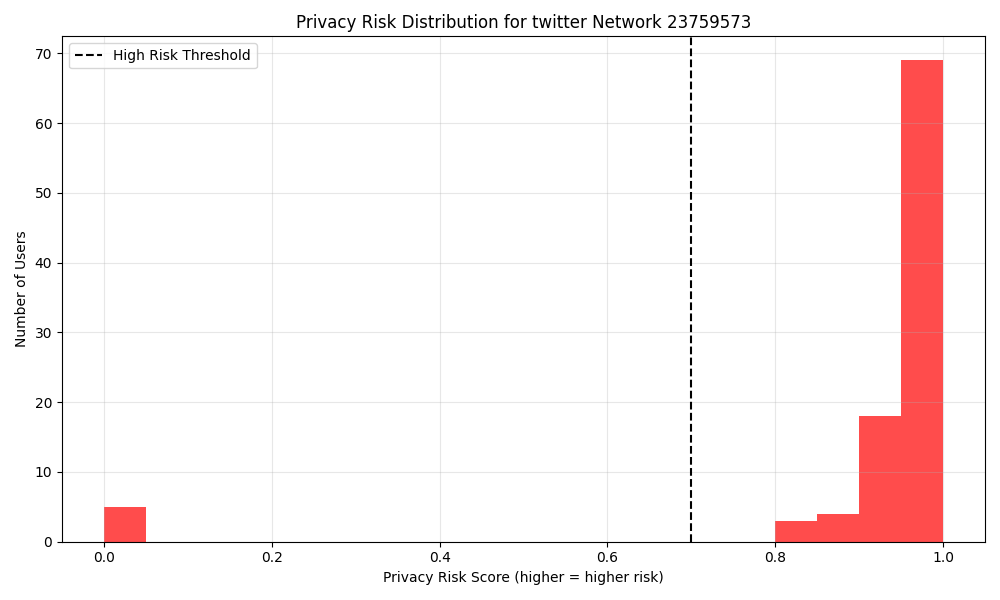 Privacy Risk Distribution for twitter Network 23759573
High Risk Threshold
Number of Users
70
60
50
40
30
20
10
0
0.0 0.2 0.4 0.6 0.8 1.0
Privacy Risk Score (higher = higher risk)